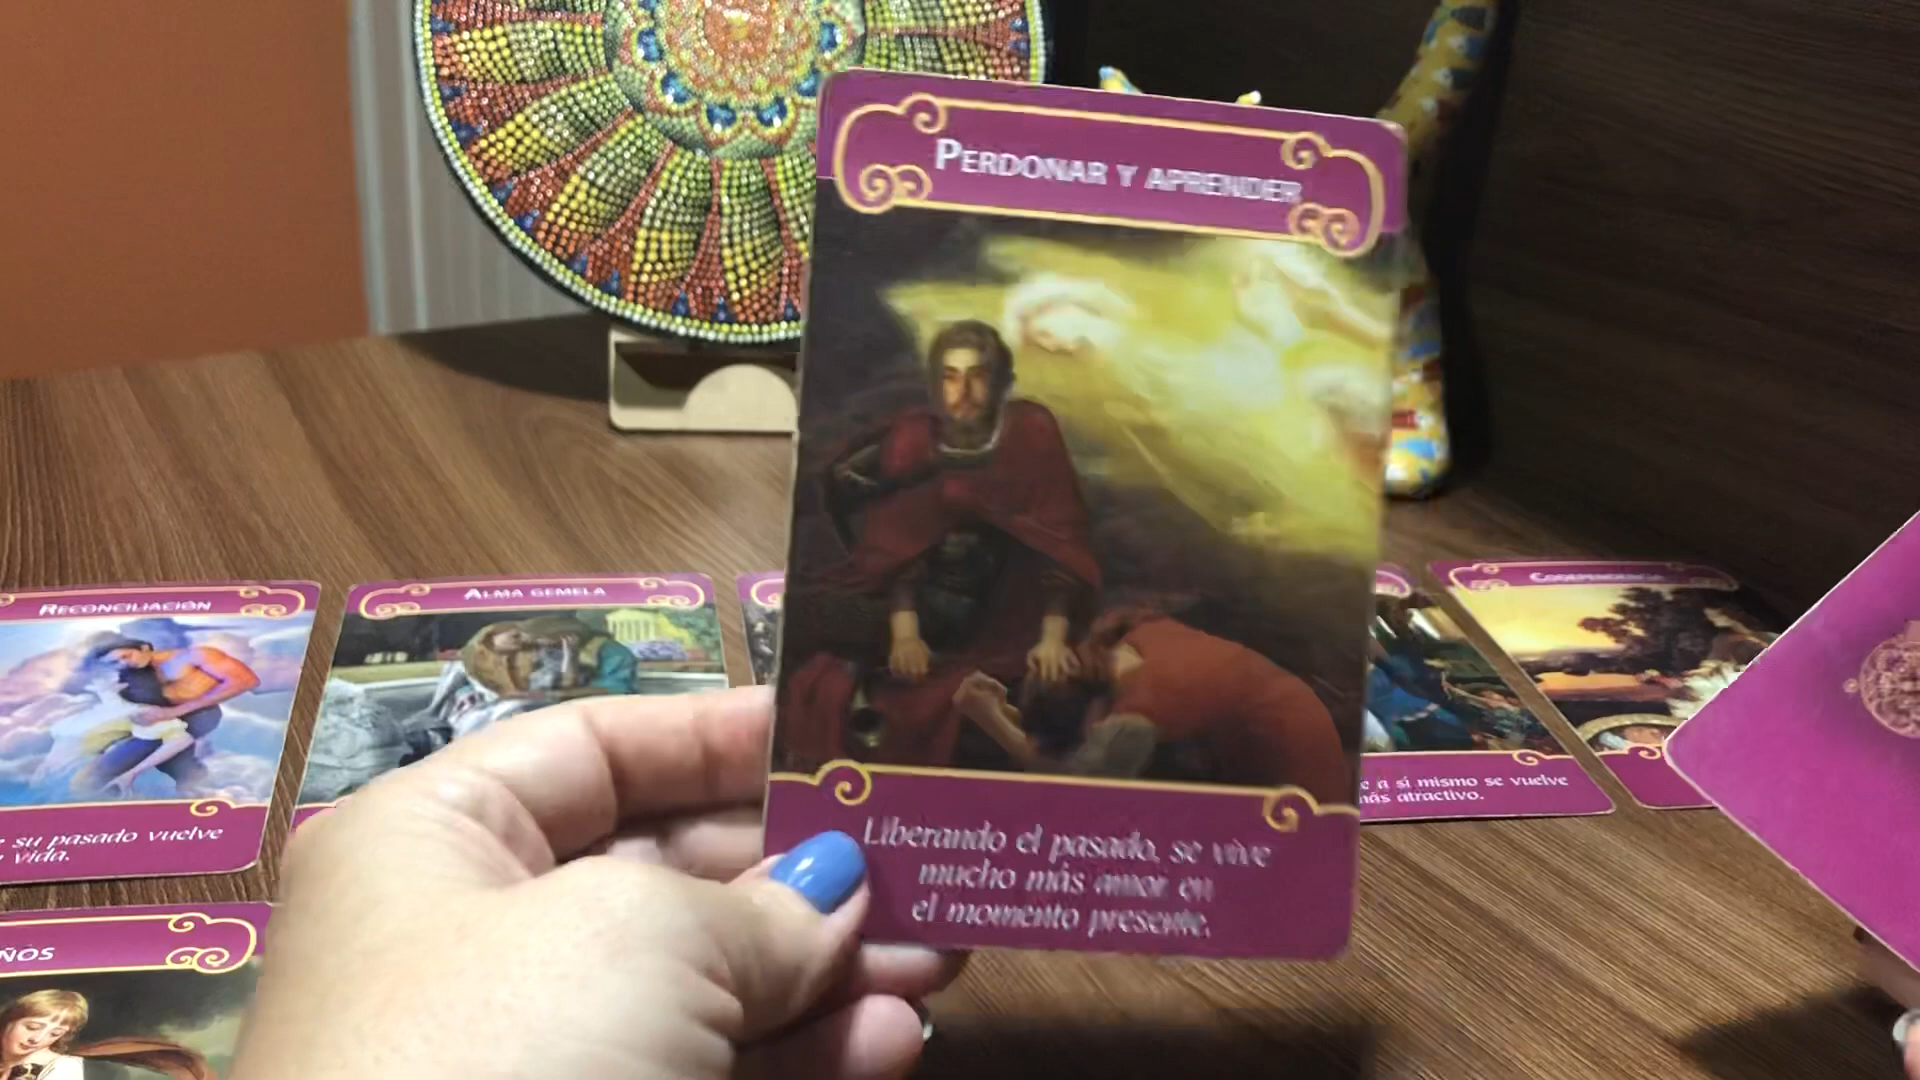 PERDONAR Y APRENDER
Liberando el pasado, se vive
mucho más amor en
el momento presente.
RECONCILIACIÓN
su pasado vuelve
vida.
ALMA GEMELA
a sí mismo se vuelve
más atractivo.
CODEPENDENCIA
ÑOS